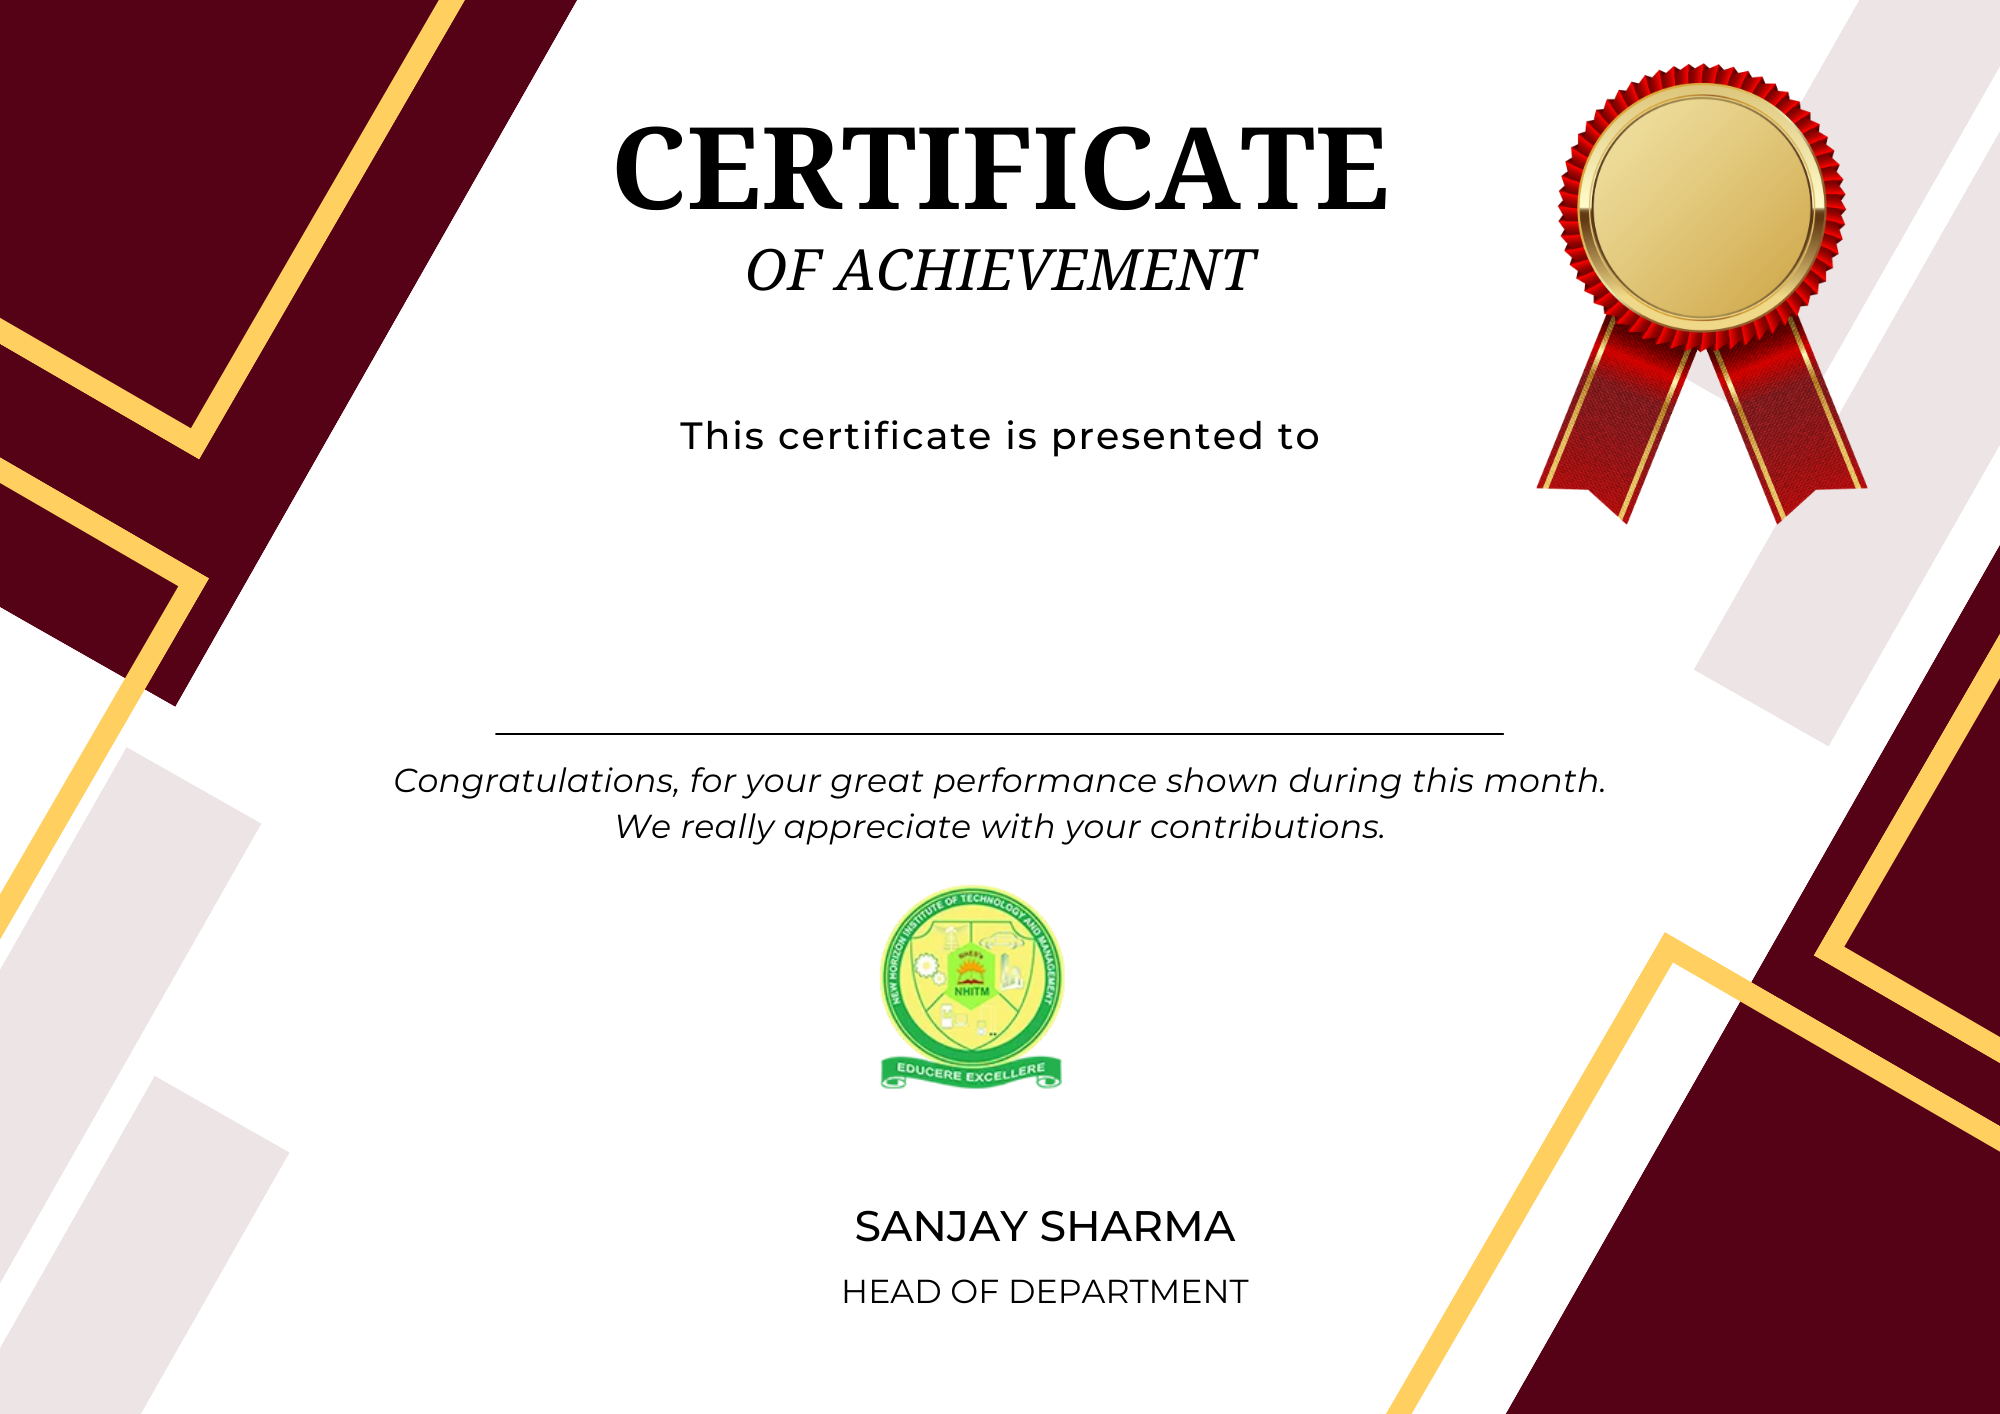 CERTIFICATE
OF ACHIEVEMENT
This certificate is presented to
Congratulations, for your great performance shown during this month.
We really appreciate with your contributions.
NEW HORIZON INSTITUTE OF TECHNOLOGY AND MANAGEMENT
NHES's
NHITM
EDUCERE EXCELLERE
SANJAY SHARMA
HEAD OF DEPARTMENT